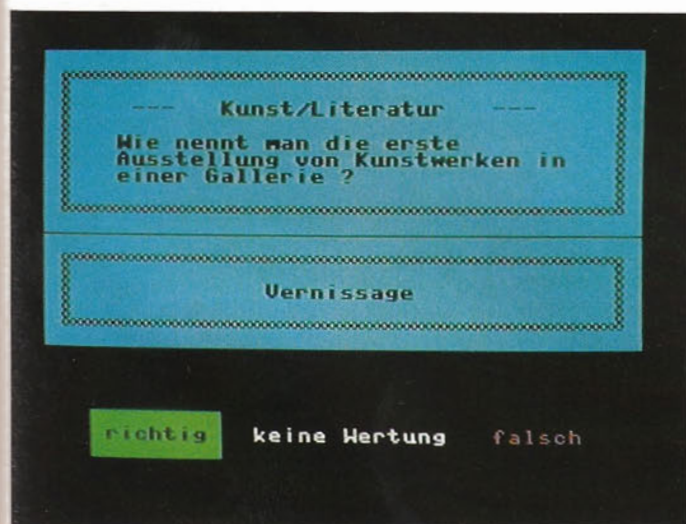 --- Kunst/Literatur ---
Wie nennt man die erste
Ausstellung von Kunstwerken in
einer Gallerie ?
Vernissage
richtig keine Wertung falsch